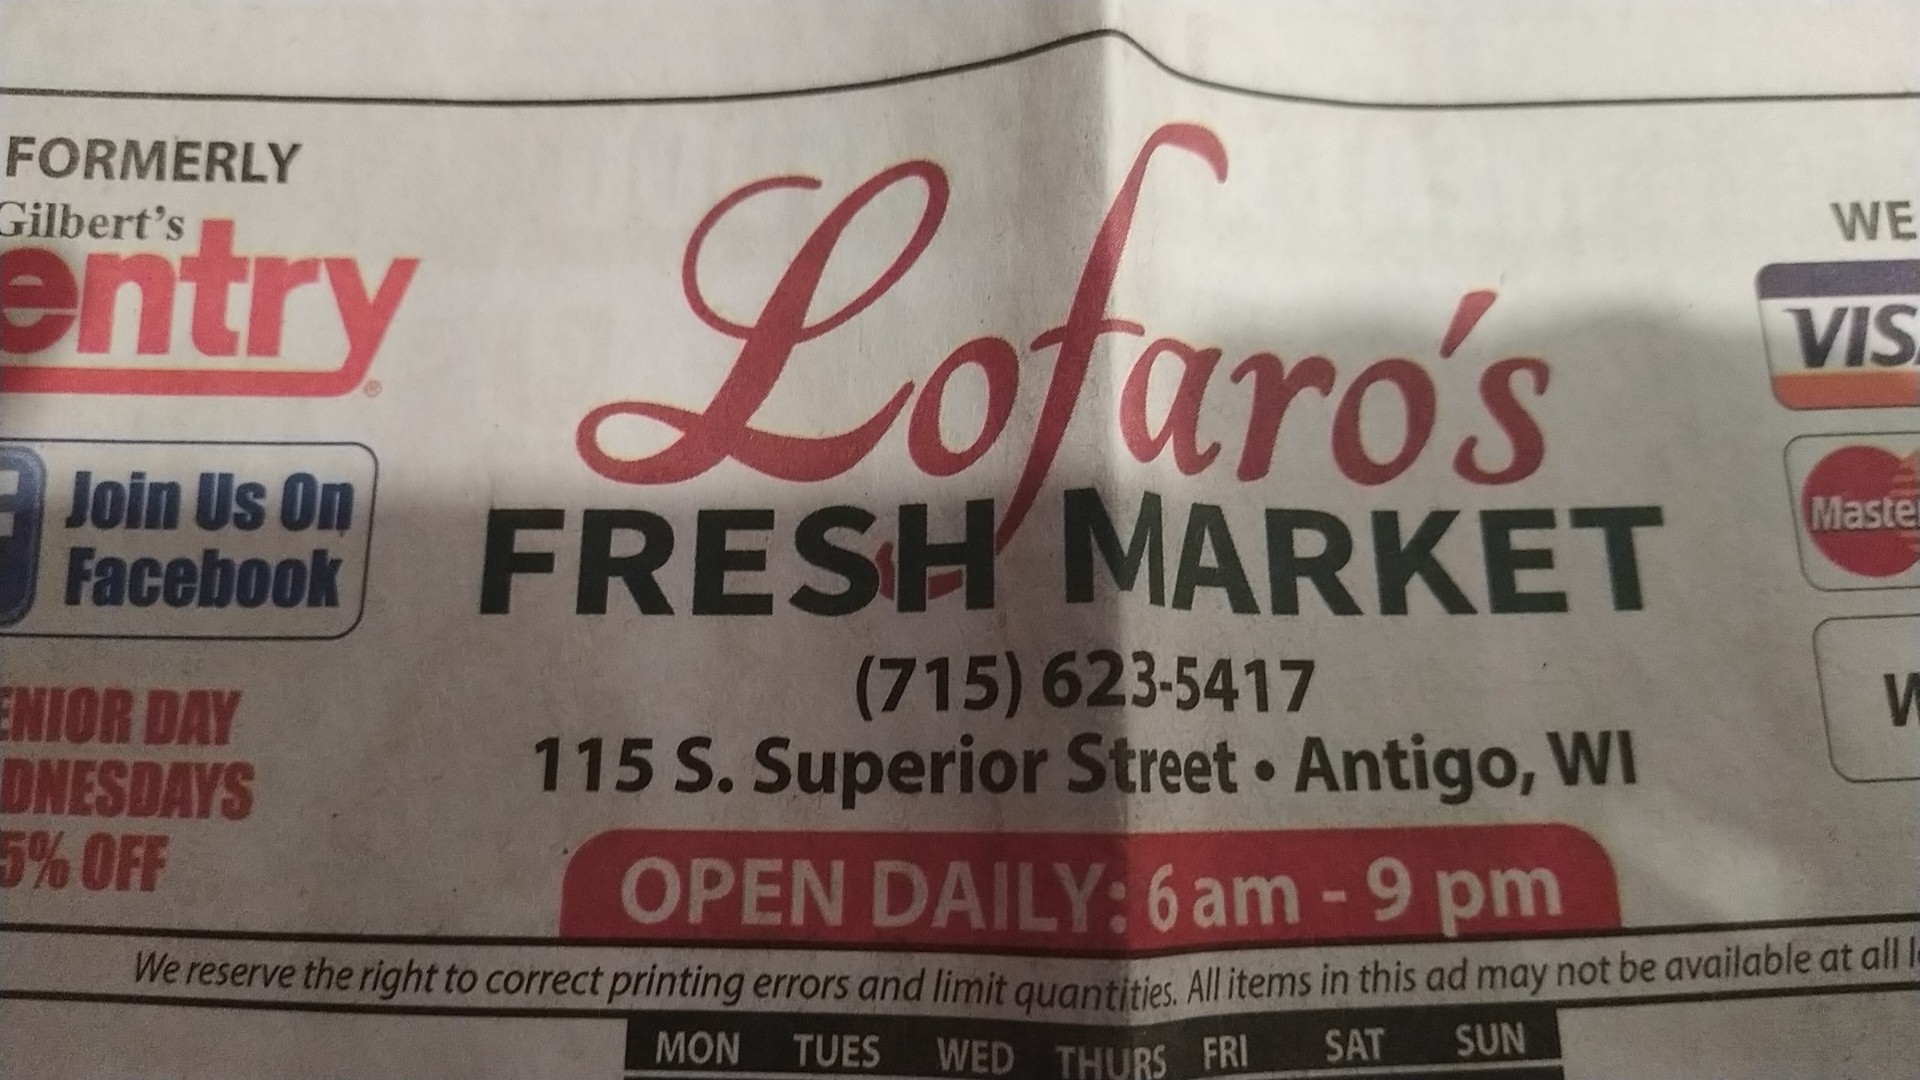 FORMERLY
Gilbert's
entry
Join Us On
Facebook
ENIOR DAY
DNESDAYS
5% OFF
Lofaro's
FRESH MARKET
(715) 623-5417
115 S. Superior Street • Antigo, WI
OPEN DAILY: 6 am - 9 pm
WE
VISA
Master
W
We reserve the right to correct printing errors and limit quantities. All items in this ad may not be available at all l
MON TUES WED THURS FRI SAT SUN